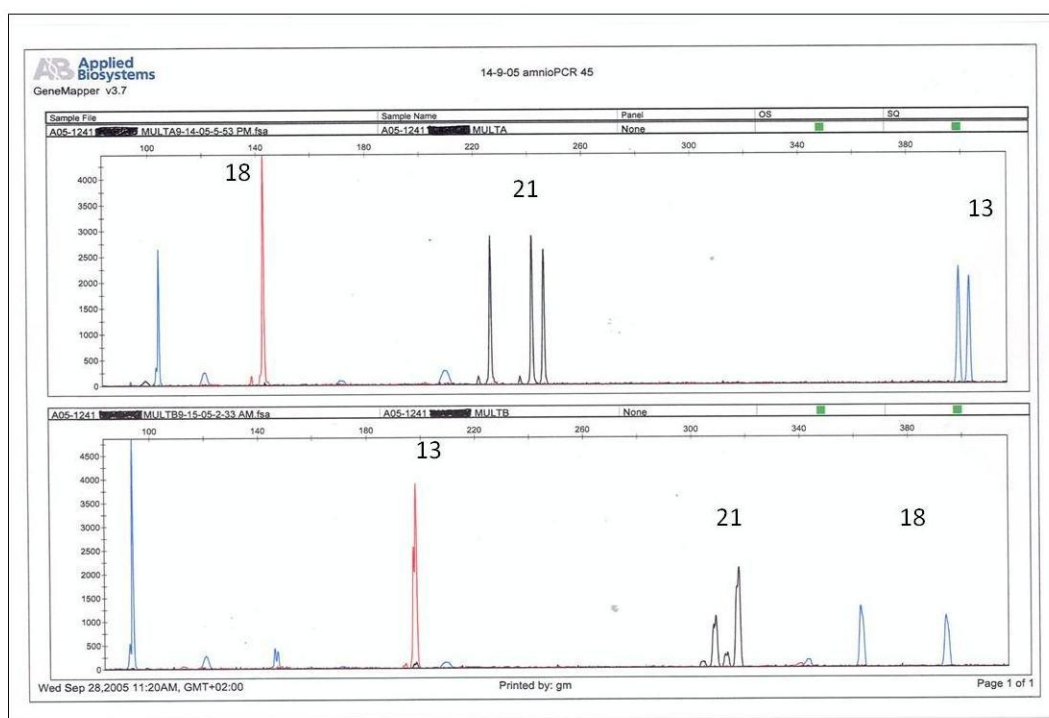 Applied
Biosystems
GeneMapper v3.7
14-9-05 amnioPCR 45
Sample File Sample Name Panel OS SQ
A05-1241 MULTA9-14-05-5-53 PM.fsa A05-1241 MULTA None
100 140 180 220 260 300 340 380
18
21
13
4000
3500
3000
2500
2000
1500
1000
500
0
A05-1241 MULTB9-15-05-2-33 AM.fsa A05-1241 MULTB None
100 140 180 220 260 300 340 380
13
21
18
4500
4000
3500
3000
2500
2000
1500
1000
500
0
Wed Sep 28,2005 11:20AM, GMT+02:00 Printed by: gm Page 1 of 1